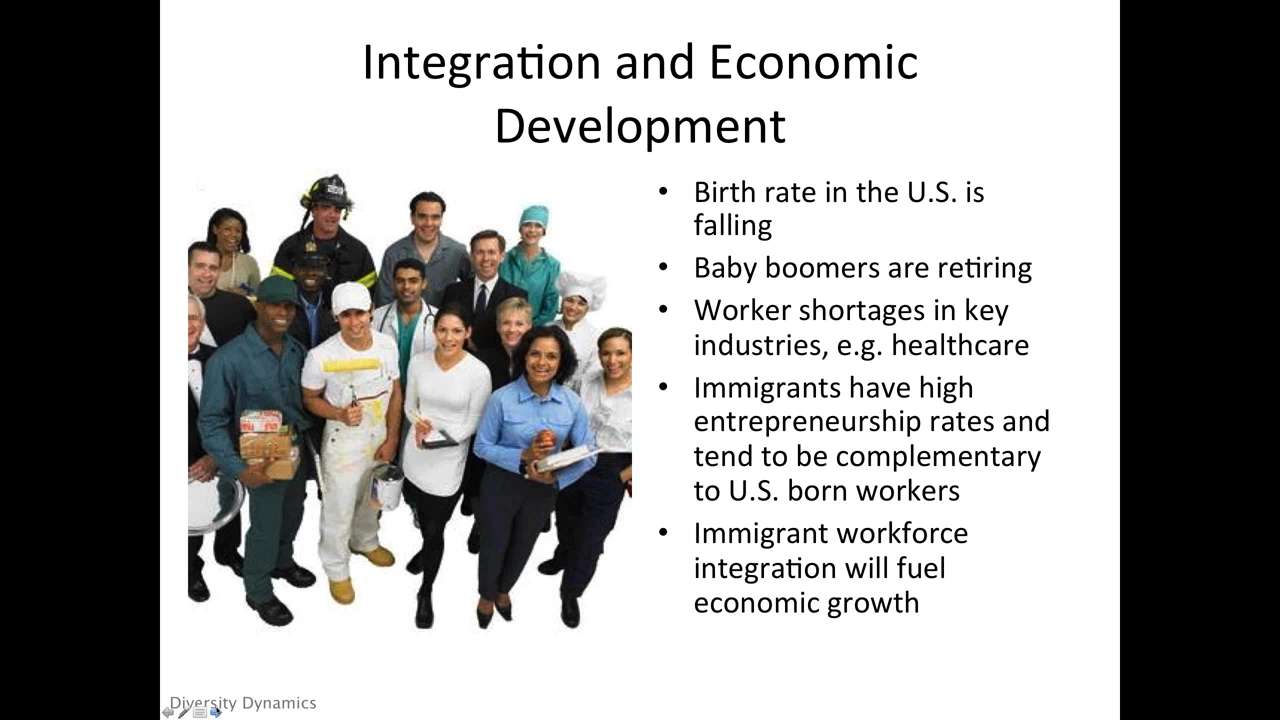 Integration and Economic
Development
• Birth rate in the U.S. is
falling
• Baby boomers are retiring
• Worker shortages in key
industries, e.g. healthcare
• Immigrants have high
entrepreneurship rates and
tend to be complementary
to U.S. born workers
• Immigrant workforce
integration will fuel
economic growth
Diversity Dynamics